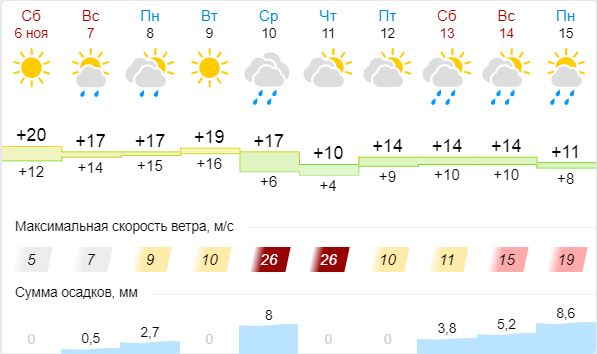 Сб Вс Пн Вт Ср Чт Пт Сб Вс Пн
6 ноя 7 8 9 10 11 12 13 14 15
+20 +17 +17 +19 +17 +10 +14 +14 +14 +11
+12 +14 +15 +16 +6 +4 +9 +10 +10 +8
Максимальная скорость ветра, м/с
5 7 9 10 26 26 10 11 15 19
Сумма осадков, мм
0 0,5 2,7 0 8 0 0 3,8 5,2 8,6